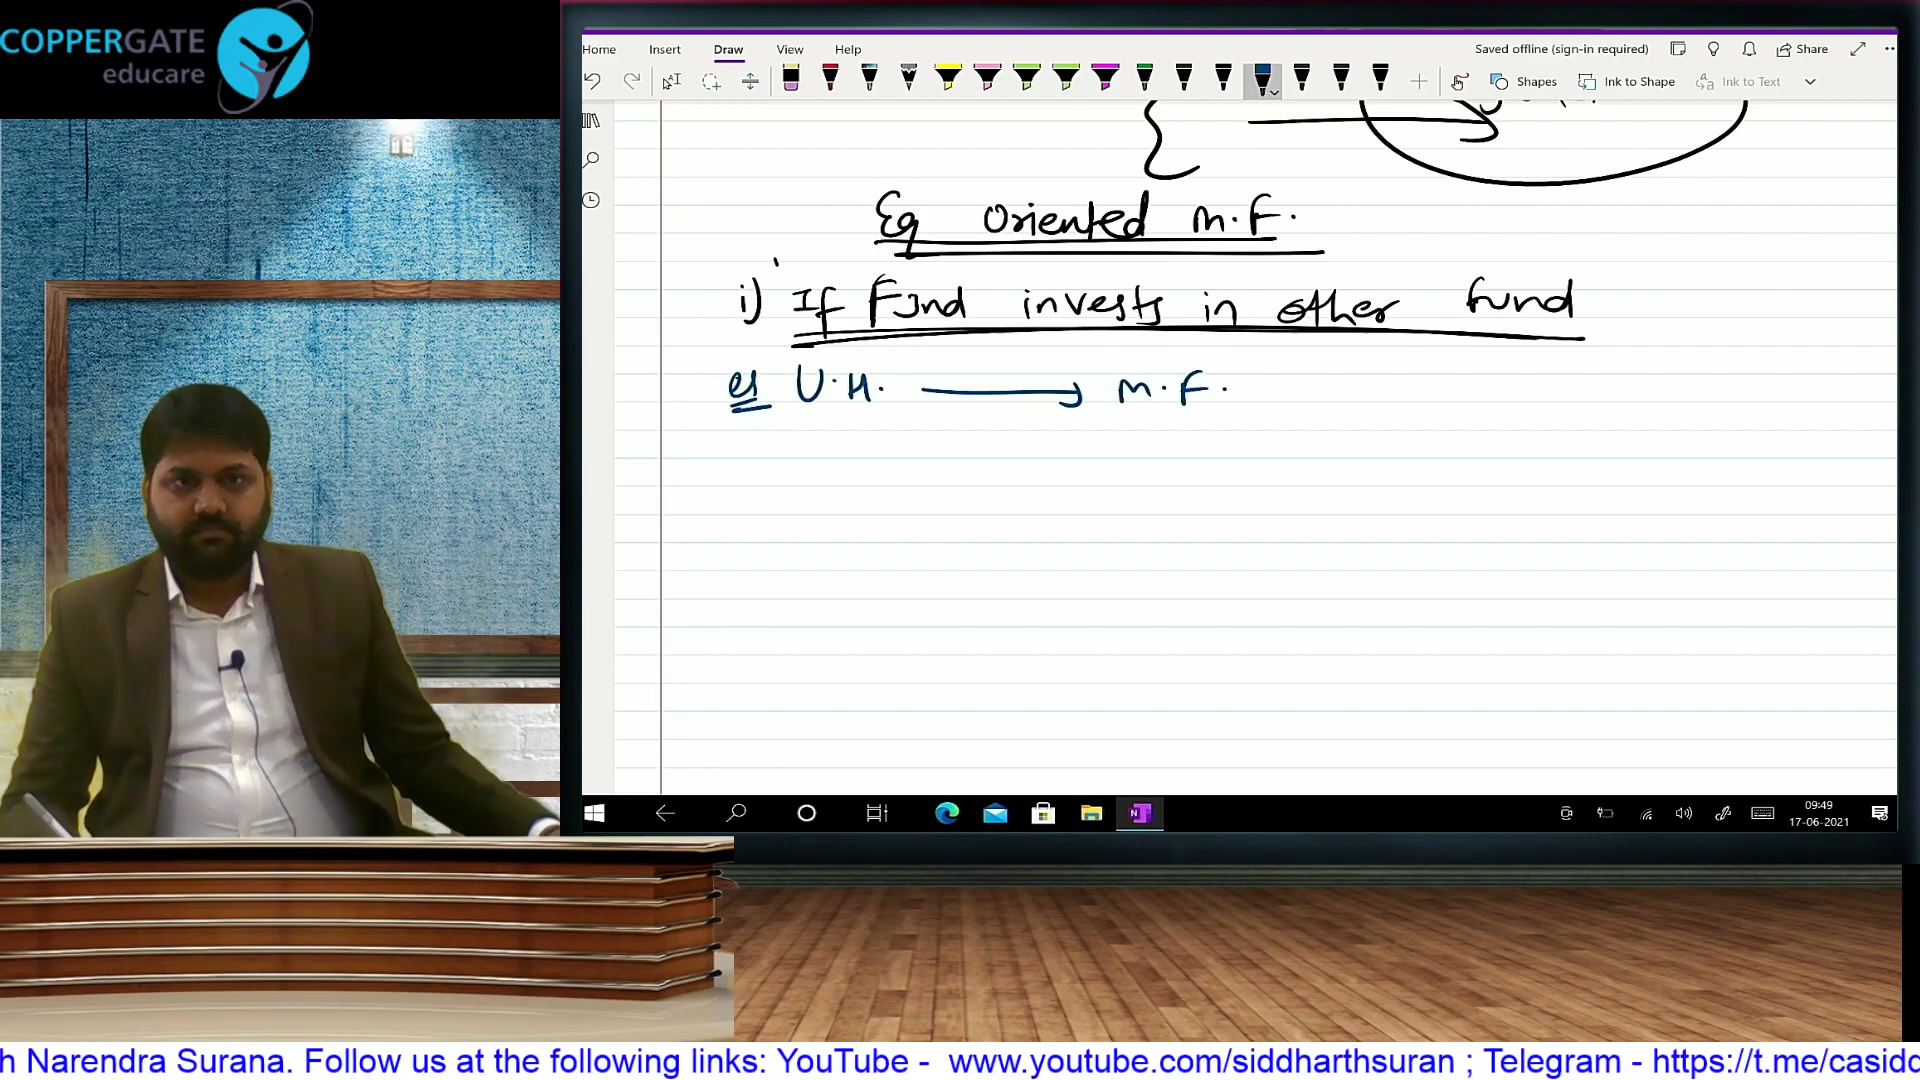 COPPERGATE
educare
Home Insert Draw View Help Saved offline (sign-in required) Share
Shapes Ink to Shape Ink to Text
Eq Oriented M.F.
i) If Fund invests in other fund
eg U.H. → M.F.
09:49
17-06-2021
h Narendra Surana. Follow us at the following links: YouTube - www.youtube.com/siddharthsuran ; Telegram - https://t.me/casidd